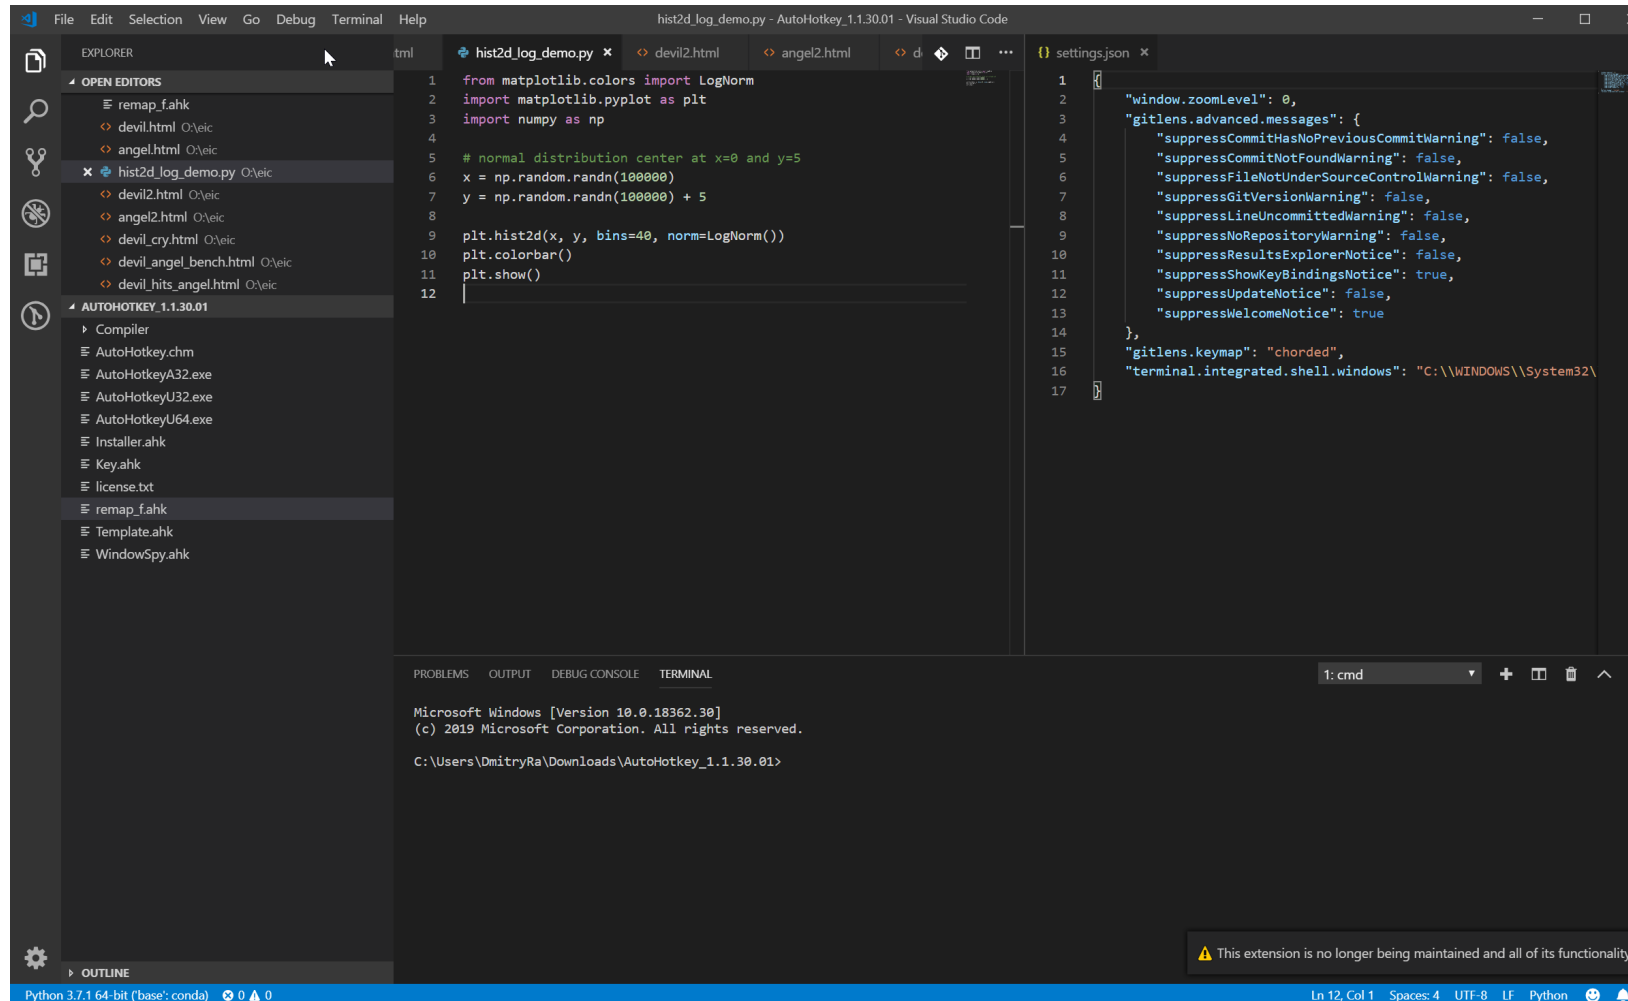 File Edit Selection View Go Debug Terminal Help hist2d_log_demo.py - AutoHotkey_1.1.30.01 - Visual Studio Code
EXPLORER
OPEN EDITORS
remap_f.ahk
devil.html O:\eic
angel.html O:\eic
hist2d_log_demo.py O:\eic
devil2.html O:\eic
angel2.html O:\eic
devil_cry.html O:\eic
devil_angel_bench.html O:\eic
devil_hits_angel.html O:\eic
AUTOHOTKEY_1.1.30.01
Compiler
AutoHotkey.chm
AutoHotkeyA32.exe
AutoHotkeyU32.exe
AutoHotkeyU64.exe
Installer.ahk
Key.ahk
license.txt
remap_f.ahk
Template.ahk
WindowSpy.ahk
OUTLINE
tml hist2d_log_demo.py devil2.html angel2.html d
1 from matplotlib.colors import LogNorm
2 import matplotlib.pyplot as plt
3 import numpy as np
4
5 # normal distribution center at x=0 and y=5
6 x = np.random.randn(100000)
7 y = np.random.randn(100000) + 5
8
9 plt.hist2d(x, y, bins=40, norm=LogNorm())
10 plt.colorbar()
11 plt.show()
12
{} settings.json
1 {
2 "window.zoomLevel": 0,
3 "gitlens.advanced.messages": {
4 "suppressCommitHasNoPreviousCommitWarning": false,
5 "suppressCommitNotFoundWarning": false,
6 "suppressFileNotUnderSourceControlWarning": false,
7 "suppressGitVersionWarning": false,
8 "suppressLineUncommittedWarning": false,
9 "suppressNoRepositoryWarning": false,
10 "suppressResultsExplorerNotice": false,
11 "suppressShowKeyBindingsNotice": true,
12 "suppressUpdateNotice": false,
13 "suppressWelcomeNotice": true
14 },
15 "gitlens.keymap": "chorded",
16 "terminal.integrated.shell.windows": "C:\\WINDOWS\\System32\
17 }
PROBLEMS OUTPUT DEBUG CONSOLE TERMINAL 1: cmd
Microsoft Windows [Version 10.0.18362.30]
(c) 2019 Microsoft Corporation. All rights reserved.
C:\Users\DmitryRa\Downloads\AutoHotkey_1.1.30.01>
This extension is no longer being maintained and all of its functionality
Python 3.7.1 64-bit ('base': conda) 0 0 Ln 12, Col 1 Spaces: 4 UTF-8 LF Python